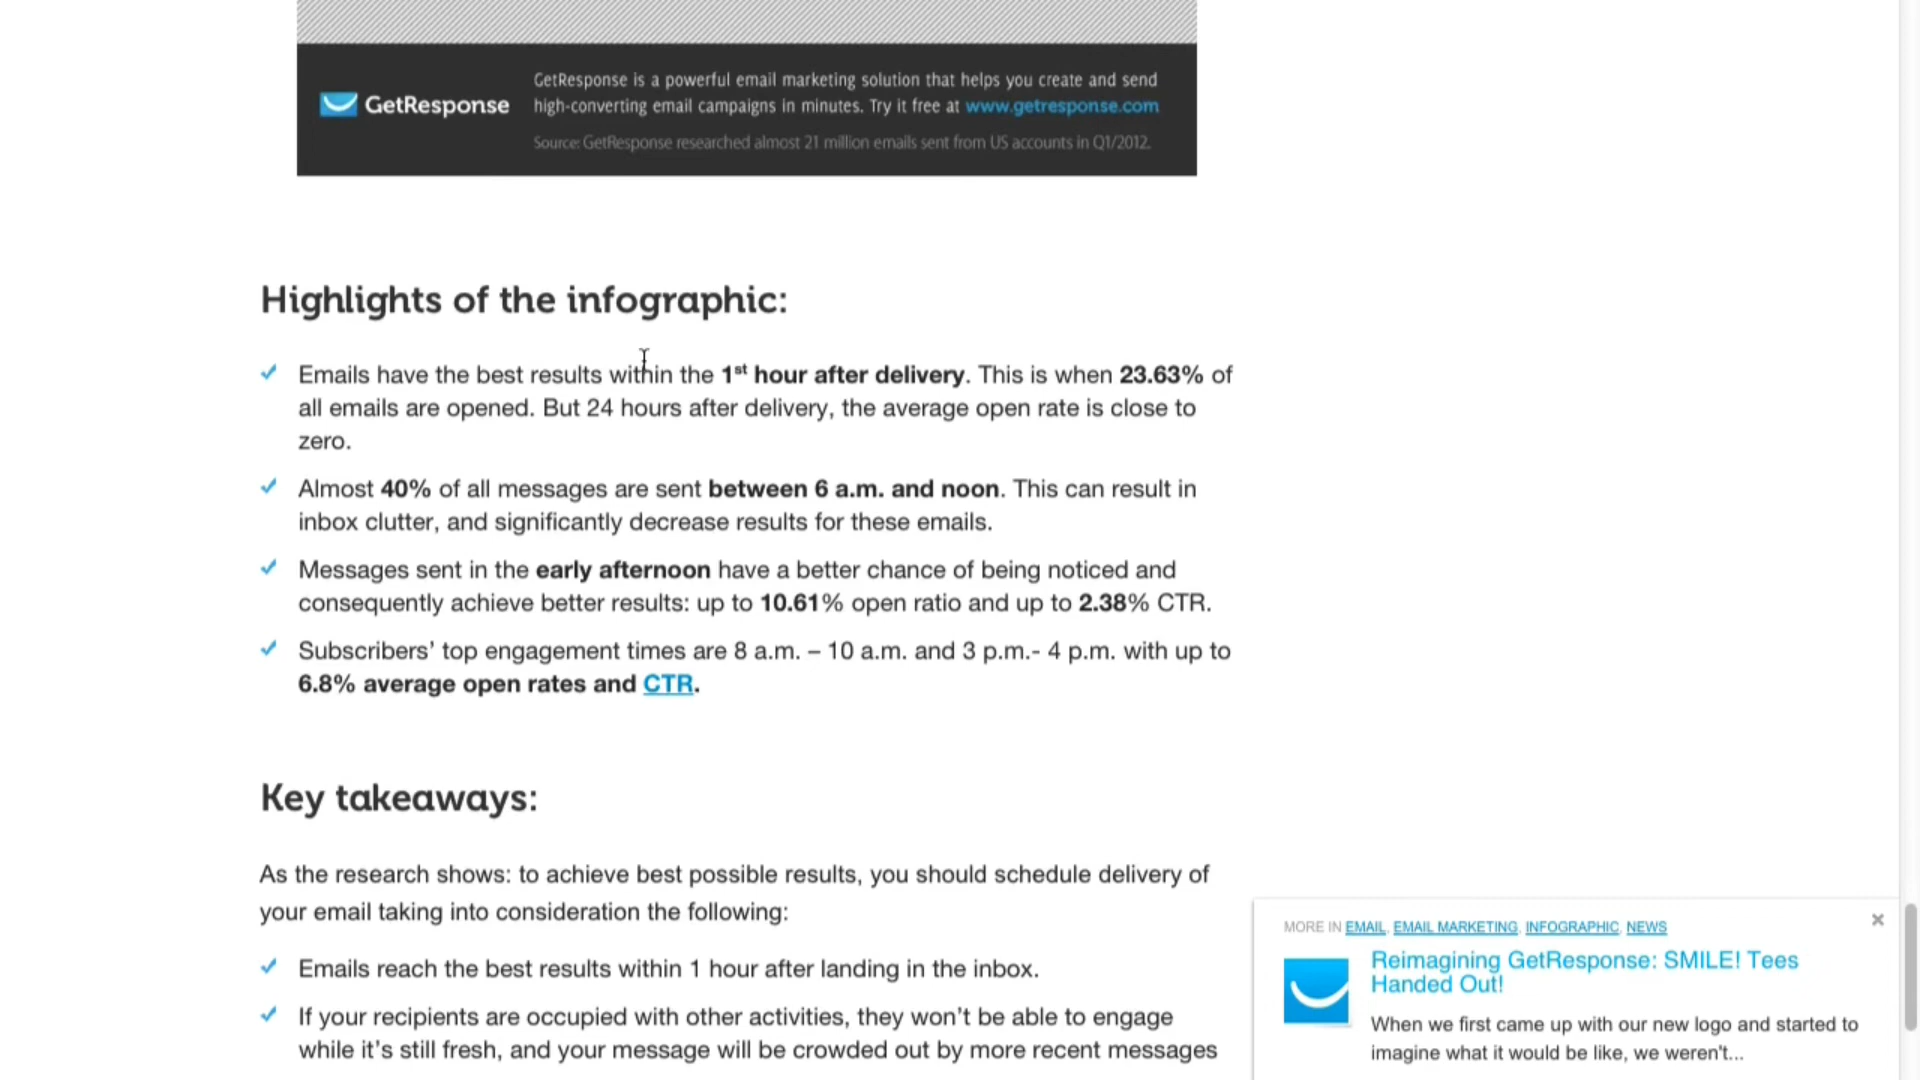 GetResponse
GetResponse is a powerful email marketing solution that helps you create and send
high-converting email campaigns in minutes. Try it free at www.getresponse.com
Source: GetResponse researched almost 21 million emails sent from US accounts in Q1/2012.
Highlights of the infographic:
Emails have the best results within the 1st hour after delivery. This is when 23.63% of
all emails are opened. But 24 hours after delivery, the average open rate is close to
zero.
Almost 40% of all messages are sent between 6 a.m. and noon. This can result in
inbox clutter, and significantly decrease results for these emails.
Messages sent in the early afternoon have a better chance of being noticed and
consequently achieve better results: up to 10.61% open ratio and up to 2.38% CTR.
Subscribers’ top engagement times are 8 a.m. – 10 a.m. and 3 p.m.- 4 p.m. with up to
6.8% average open rates and CTR.
Key takeaways:
As the research shows: to achieve best possible results, you should schedule delivery of
your email taking into consideration the following:
Emails reach the best results within 1 hour after landing in the inbox.
If your recipients are occupied with other activities, they won’t be able to engage
while it’s still fresh, and your message will be crowded out by more recent messages
MORE IN EMAIL, EMAIL MARKETING, INFOGRAPHIC, NEWS
Reimagining GetResponse: SMILE! Tees
Handed Out!
When we first came up with our new logo and started to
imagine what it would be like, we weren't...